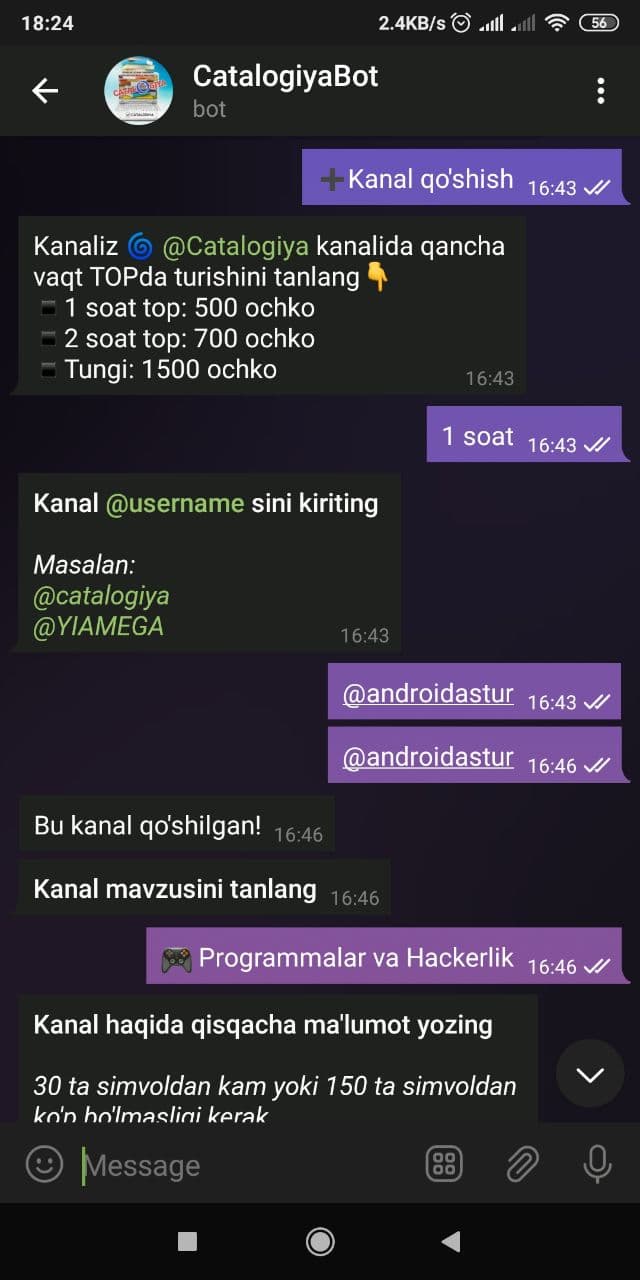 18:24
2.4KB/s
56
CatalogiyaBot
bot
➕Kanal qo'shish 16:43
Kanaliz 🌀 @Catalogiya kanalida qancha
vaqt TOPda turishini tanlang👇
▪️1 soat top: 500 ochko
▪️2 soat top: 700 ochko
▪️Tungi: 1500 ochko
16:43
1 soat 16:43
Kanal @username sini kiriting
Masalan:
@catalogiya
@YIAMEGA
16:43
@androidastur 16:43
@androidastur 16:46
Bu kanal qo'shilgan! 16:46
Kanal mavzusini tanlang 16:46
🎮 Programmalar va Hackerlik 16:46
Kanal haqida qisqacha ma'lumot yozing
30 ta simvoldan kam yoki 150 ta simvoldan
ko'p bo'lmasligi kerak
Message